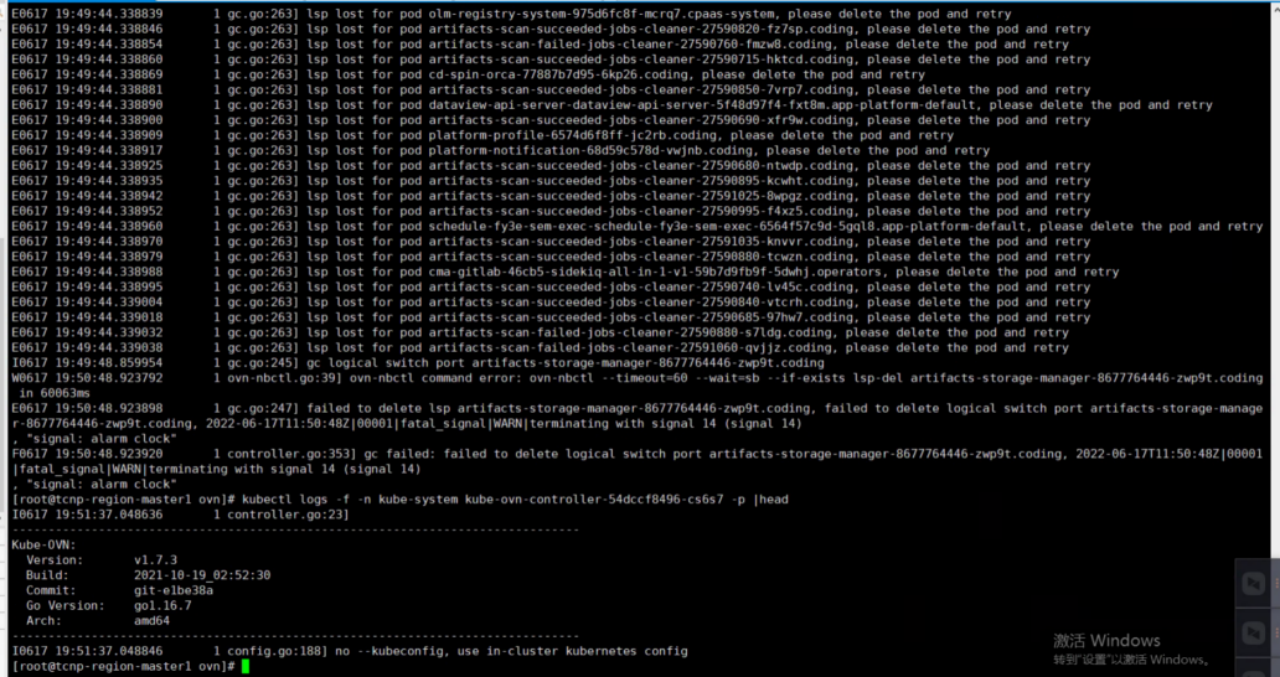 E0617 19:49:44.338839       1 gc.go:263] lsp lost for pod olm-registry-system-975d6fc8f-mcrq7.cpaas-system, please delete the pod and retry
E0617 19:49:44.338846       1 gc.go:263] lsp lost for pod artifacts-scan-succeeded-jobs-cleaner-27590820-fz7sp.coding, please delete the pod and retry
E0617 19:49:44.338854       1 gc.go:263] lsp lost for pod artifacts-scan-failed-jobs-cleaner-27590760-fmzw8.coding, please delete the pod and retry
E0617 19:49:44.338860       1 gc.go:263] lsp lost for pod artifacts-scan-succeeded-jobs-cleaner-27590715-hktcd.coding, please delete the pod and retry
E0617 19:49:44.338869       1 gc.go:263] lsp lost for pod cd-spin-orca-77887b7d95-6kp26.coding, please delete the pod and retry
E0617 19:49:44.338881       1 gc.go:263] lsp lost for pod artifacts-scan-succeeded-jobs-cleaner-27590850-7vrp7.coding, please delete the pod and retry
E0617 19:49:44.338890       1 gc.go:263] lsp lost for pod dataview-api-server-dataview-api-server-5f48d97f4-fxt8m.app-platform-default, please delete the pod and retry
E0617 19:49:44.338900       1 gc.go:263] lsp lost for pod artifacts-scan-succeeded-jobs-cleaner-27590690-xfr9w.coding, please delete the pod and retry
E0617 19:49:44.338909       1 gc.go:263] lsp lost for pod platform-profile-6574d6f8ff-jc2rb.coding, please delete the pod and retry
E0617 19:49:44.338917       1 gc.go:263] lsp lost for pod platform-notification-68d59c578d-vwjnb.coding, please delete the pod and retry
E0617 19:49:44.338925       1 gc.go:263] lsp lost for pod artifacts-scan-succeeded-jobs-cleaner-27590680-ntwdp.coding, please delete the pod and retry
E0617 19:49:44.338935       1 gc.go:263] lsp lost for pod artifacts-scan-succeeded-jobs-cleaner-27590895-kcwht.coding, please delete the pod and retry
E0617 19:49:44.338942       1 gc.go:263] lsp lost for pod artifacts-scan-succeeded-jobs-cleaner-27591025-8wpgz.coding, please delete the pod and retry
E0617 19:49:44.338952       1 gc.go:263] lsp lost for pod artifacts-scan-succeeded-jobs-cleaner-27590995-f4xz5.coding, please delete the pod and retry
E0617 19:49:44.338960       1 gc.go:263] lsp lost for pod schedule-fy3e-sem-exec-schedule-fy3e-sem-exec-6564f57c9d-5gql8.app-platform-default, please delete the pod and retry
E0617 19:49:44.338970       1 gc.go:263] lsp lost for pod artifacts-scan-succeeded-jobs-cleaner-27591035-knvvr.coding, please delete the pod and retry
E0617 19:49:44.338979       1 gc.go:263] lsp lost for pod artifacts-scan-succeeded-jobs-cleaner-27590880-tcwzn.coding, please delete the pod and retry
E0617 19:49:44.338988       1 gc.go:263] lsp lost for pod cma-gitlab-46cb5-sidekiq-all-in-1-v1-59b7d9fb9f-5dwhj.operators, please delete the pod and retry
E0617 19:49:44.338995       1 gc.go:263] lsp lost for pod artifacts-scan-succeeded-jobs-cleaner-27590740-lv45c.coding, please delete the pod and retry
E0617 19:49:44.339004       1 gc.go:263] lsp lost for pod artifacts-scan-succeeded-jobs-cleaner-27590840-vtcrh.coding, please delete the pod and retry
E0617 19:49:44.339018       1 gc.go:263] lsp lost for pod artifacts-scan-succeeded-jobs-cleaner-27590685-97hw7.coding, please delete the pod and retry
E0617 19:49:44.339032       1 gc.go:263] lsp lost for pod artifacts-scan-failed-jobs-cleaner-27590880-s7ldg.coding, please delete the pod and retry
E0617 19:49:44.339038       1 gc.go:263] lsp lost for pod artifacts-scan-failed-jobs-cleaner-27591060-qvjjz.coding, please delete the pod and retry
I0617 19:49:48.859954       1 gc.go:245] gc logical switch port artifacts-storage-manager-8677764446-zwp9t.coding
W0617 19:50:48.923792       1 ovn-nbctl.go:39] ovn-nbctl command error: ovn-nbctl --timeout=60 --wait=sb --if-exists lsp-del artifacts-storage-manager-8677764446-zwp9t.coding
in 60063ms
E0617 19:50:48.923898       1 gc.go:247] failed to delete lsp artifacts-storage-manager-8677764446-zwp9t.coding, failed to delete logical switch port artifacts-storage-manage
r-8677764446-zwp9t.coding, 2022-06-17T11:50:48Z|00001|fatal_signal|WARN|terminating with signal 14 (signal 14)
, "signal: alarm clock"
F0617 19:50:48.923920       1 controller.go:353] gc failed: failed to delete logical switch port artifacts-storage-manager-8677764446-zwp9t.coding, 2022-06-17T11:50:48Z|00001
|fatal_signal|WARN|terminating with signal 14 (signal 14)
, "signal: alarm clock"
[root@tcnp-region-master1 ovn]# kubectl logs -f -n kube-system kube-ovn-controller-54dccf8496-cs6s7 -p |head
I0617 19:51:37.048636       1 controller.go:23]
-------------------------------------------------------------------------------
Kube-OVN:
  Version:       v1.7.3
  Build:         2021-10-19_02:52:30
  Commit:        git-e1be38a
  Go Version:    go1.16.7
  Arch:          amd64
-------------------------------------------------------------------------------
I0617 19:51:37.048846       1 config.go:188] no --kubeconfig, use in-cluster kubernetes config
[root@tcnp-region-master1 ovn]#
激活 Windows
转到"设置"以激活 Windows。